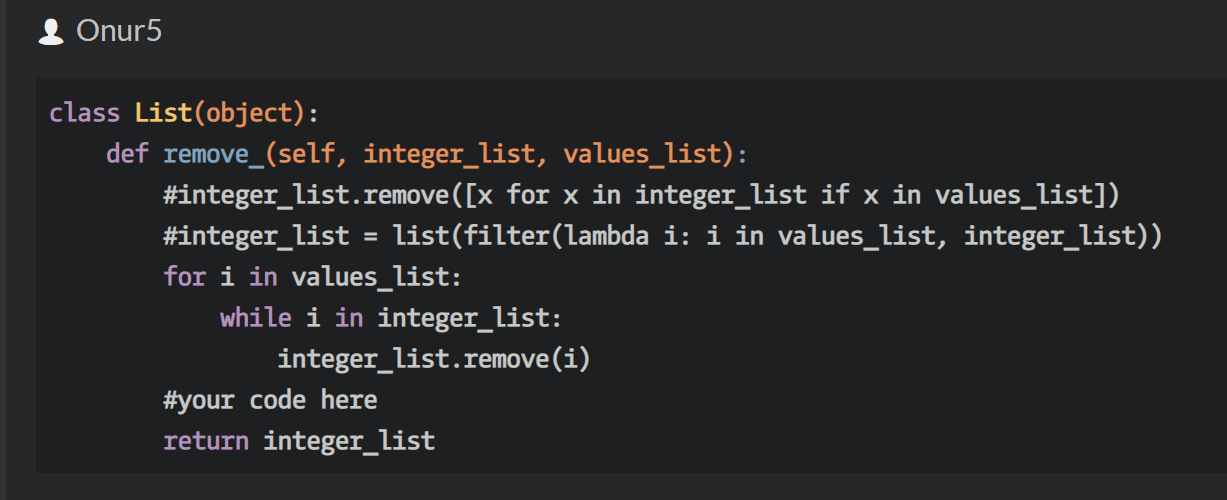 Onur5
class List(object):
    def remove_(self, integer_list, values_list):
        #integer_list.remove([x for x in integer_list if x in values_list])
        #integer_list = list(filter(lambda i: i in values_list, integer_list))
        for i in values_list:
            while i in integer_list:
                integer_list.remove(i)
        #your code here
        return integer_list